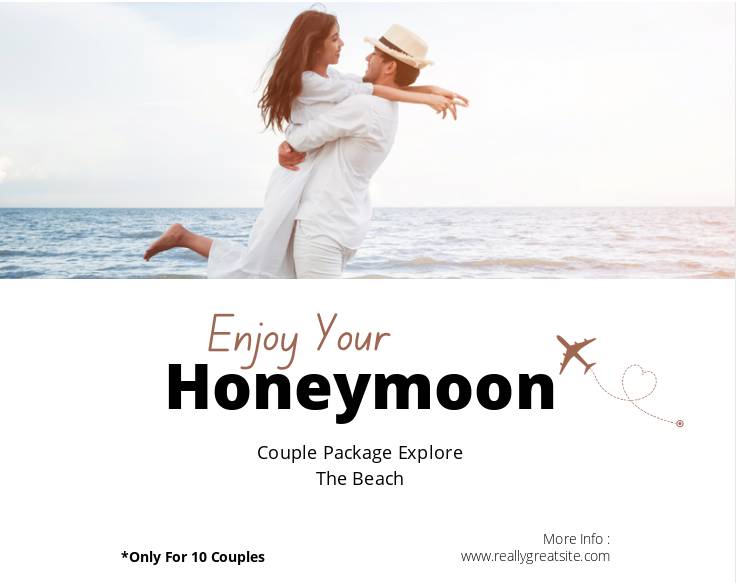 Enjoy Your
Honeymoon
Couple Package Explore
The Beach
*Only For 10 Couples
More Info :
www.reallygreatsite.com